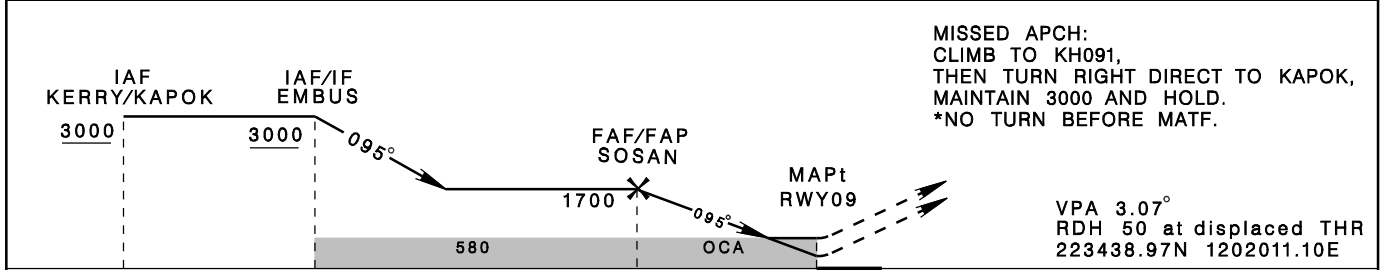 MISSED APCH:
CLIMB TO KH091,
THEN TURN RIGHT DIRECT TO KAPOK,
MAINTAIN 3000 AND HOLD.
*NO TURN BEFORE MATF.
IAF
KERRY/KAPOK
3000
IAF/IF
EMBUS
3000
095°
FAF/FAP
SOSAN
1700
095°
MAPt
RWY09
580
OCA
VPA 3.07°
RDH 50 at displaced THR
223438.97N 1202011.10E